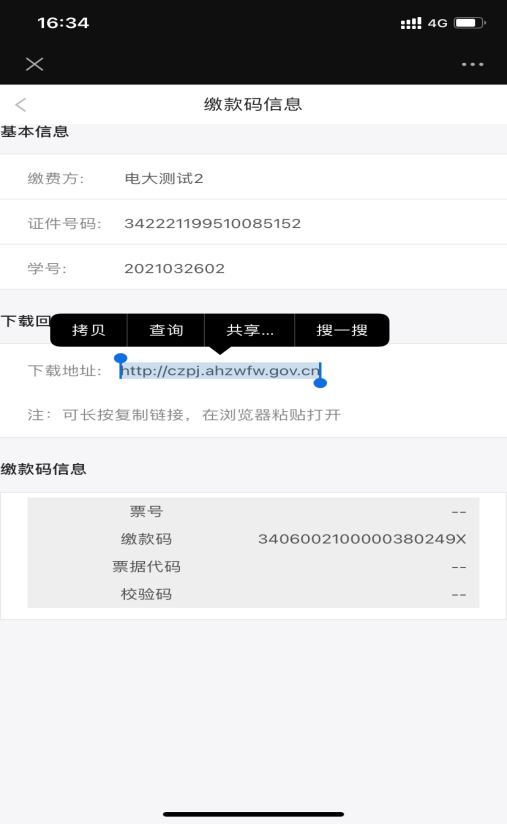 16:34
4G
缴款码信息
基本信息
缴费方: 电大测试2
证件号码: 342221199510085152
学号: 2021032602
下载回
拷贝 查询 共享... 搜一搜
下载地址: http://czpj.ahzwfw.gov.cn
注：可长按复制链接，在浏览器粘贴打开
缴款码信息
票号 --
缴款码 3406002100000380249X
票据代码 --
校验码 --